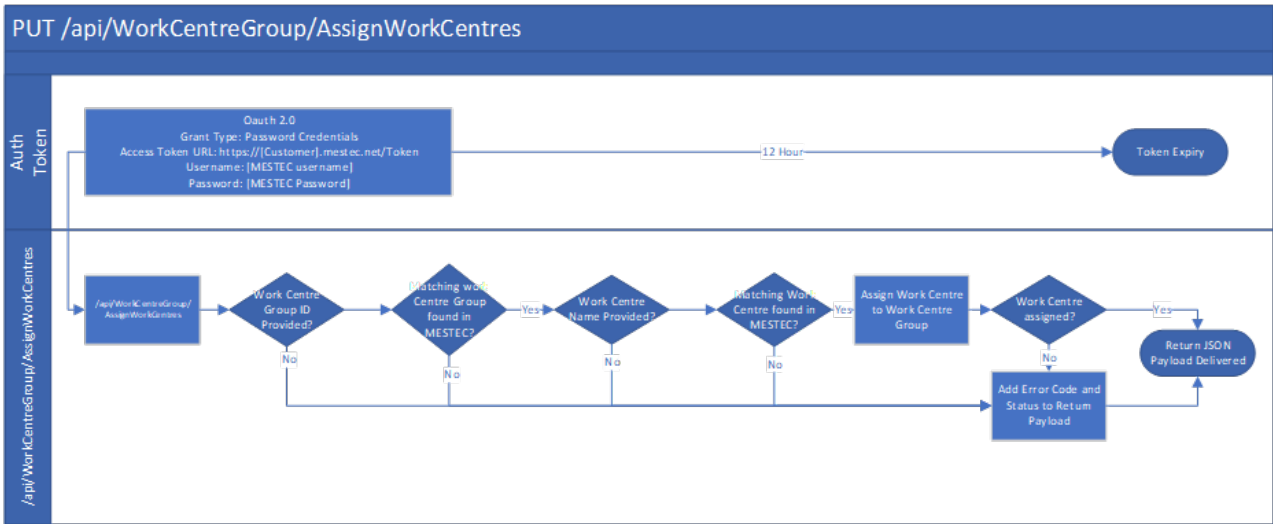 PUT /api/WorkCentreGroup/AssignWorkCentres
Auth
Token
Oauth 2.0
Grant Type: Password Credentials
Access Token URL: https://[Customer].mestec.net/Token
Username: [MESTEC username]
Password: [MESTEC Password]
12 Hour
Token Expiry
/api/WorkCentreGroup/AssignWorkCentres
/api/WorkCentreGroup/
AssignWorkCentres
Work Centre
Group ID
Provided?
No
Matching work
Centre Group
found in
MESTEC?
Yes
No
Work Centre
Name Provided?
No
Matching Work
Centre found in
MESTEC?
Yes
No
Assign Work Centre
to Work Centre
Group
Work Centre
assigned?
Yes
No
Return JSON
Payload Delivered
Add Error Code and
Status to Return
Payload